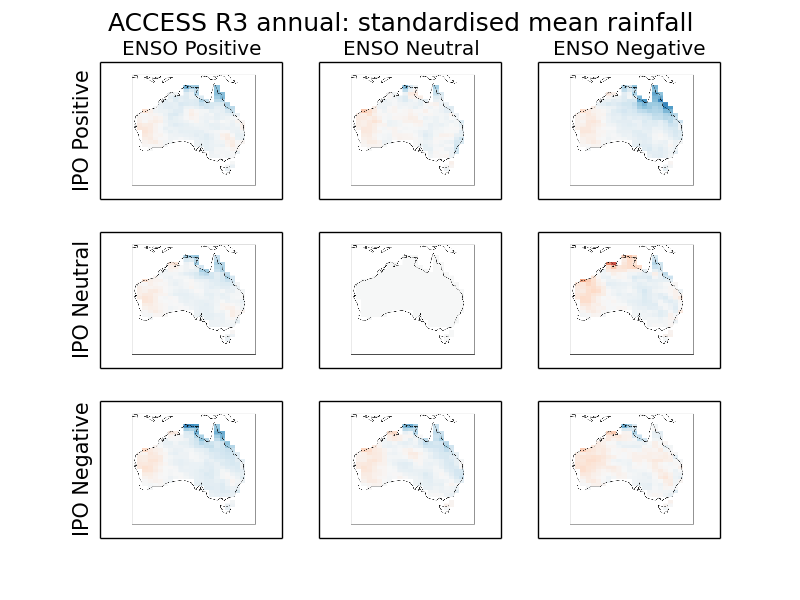 ACCESS R3 annual: standardised mean rainfall
ENSO Positive ENSO Neutral ENSO Negative
IPO Positive
IPO Neutral
IPO Negative